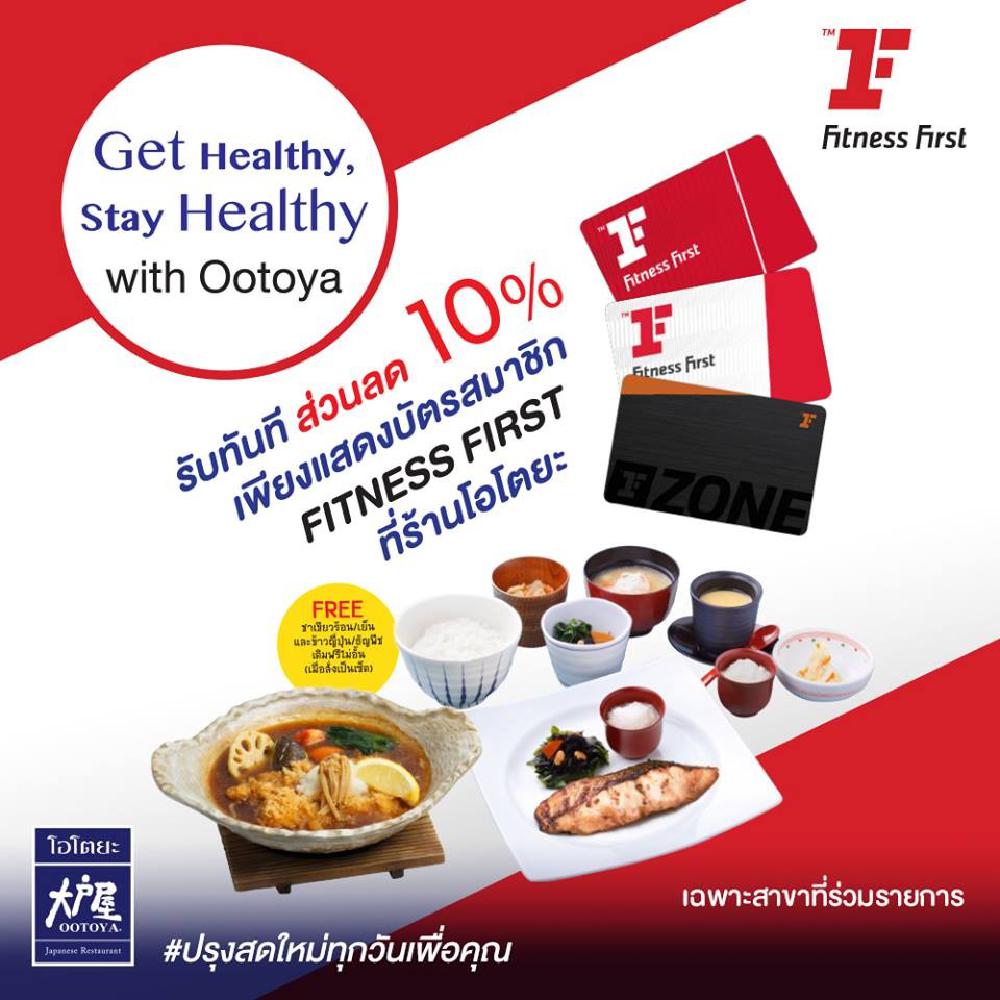 Get Healthy,
Stay Healthy
with Ootoya
TM
Fitness First
TM
Fitness First
TM
Fitness First
ZONE
รับทันที ส่วนลด 10%
เพียงแสดงบัตรสมาชิก
FITNESS FIRST
ที่ร้านโอโตยะ
FREE
ชาเขียวร้อน/เย็น
และข้าวญี่ปุ่น/ธัญพืช
เติมฟรีไม่อั้น
(เมื่อสั่งเป็นเซ็ต)
โอโตยะ
大戸屋
OOTOYA
Japanese Restaurant
#ปรุงสดใหม่ทุกวันเพื่อคุณ
เฉพาะสาขาที่ร่วมรายการ